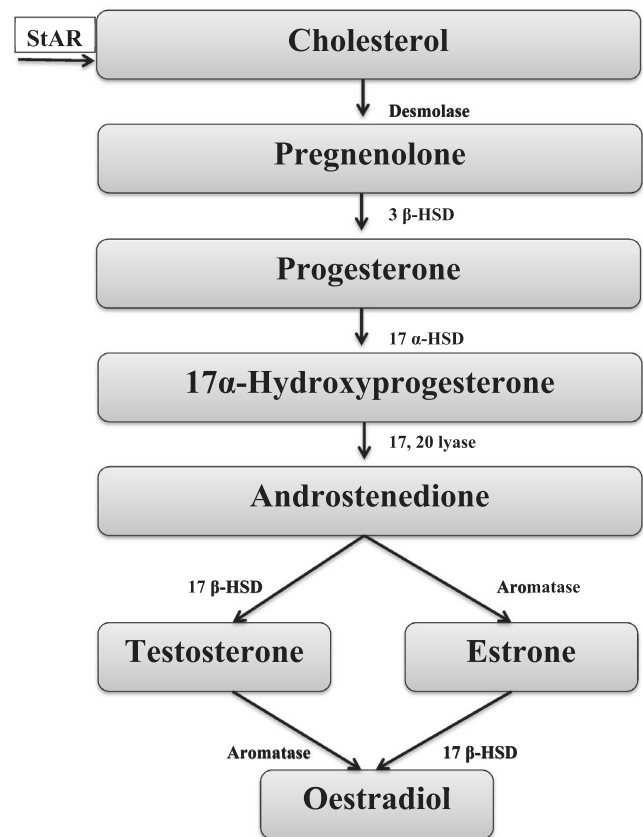 StAR
Cholesterol
Desmolase
Pregnenolone
3 β-HSD
Progesterone
17 α-HSD
17α-Hydroxyprogesterone
17, 20 lyase
Androstenedione
17 β-HSD
Aromatase
Testosterone
Estrone
Aromatase
17 β-HSD
Oestradiol